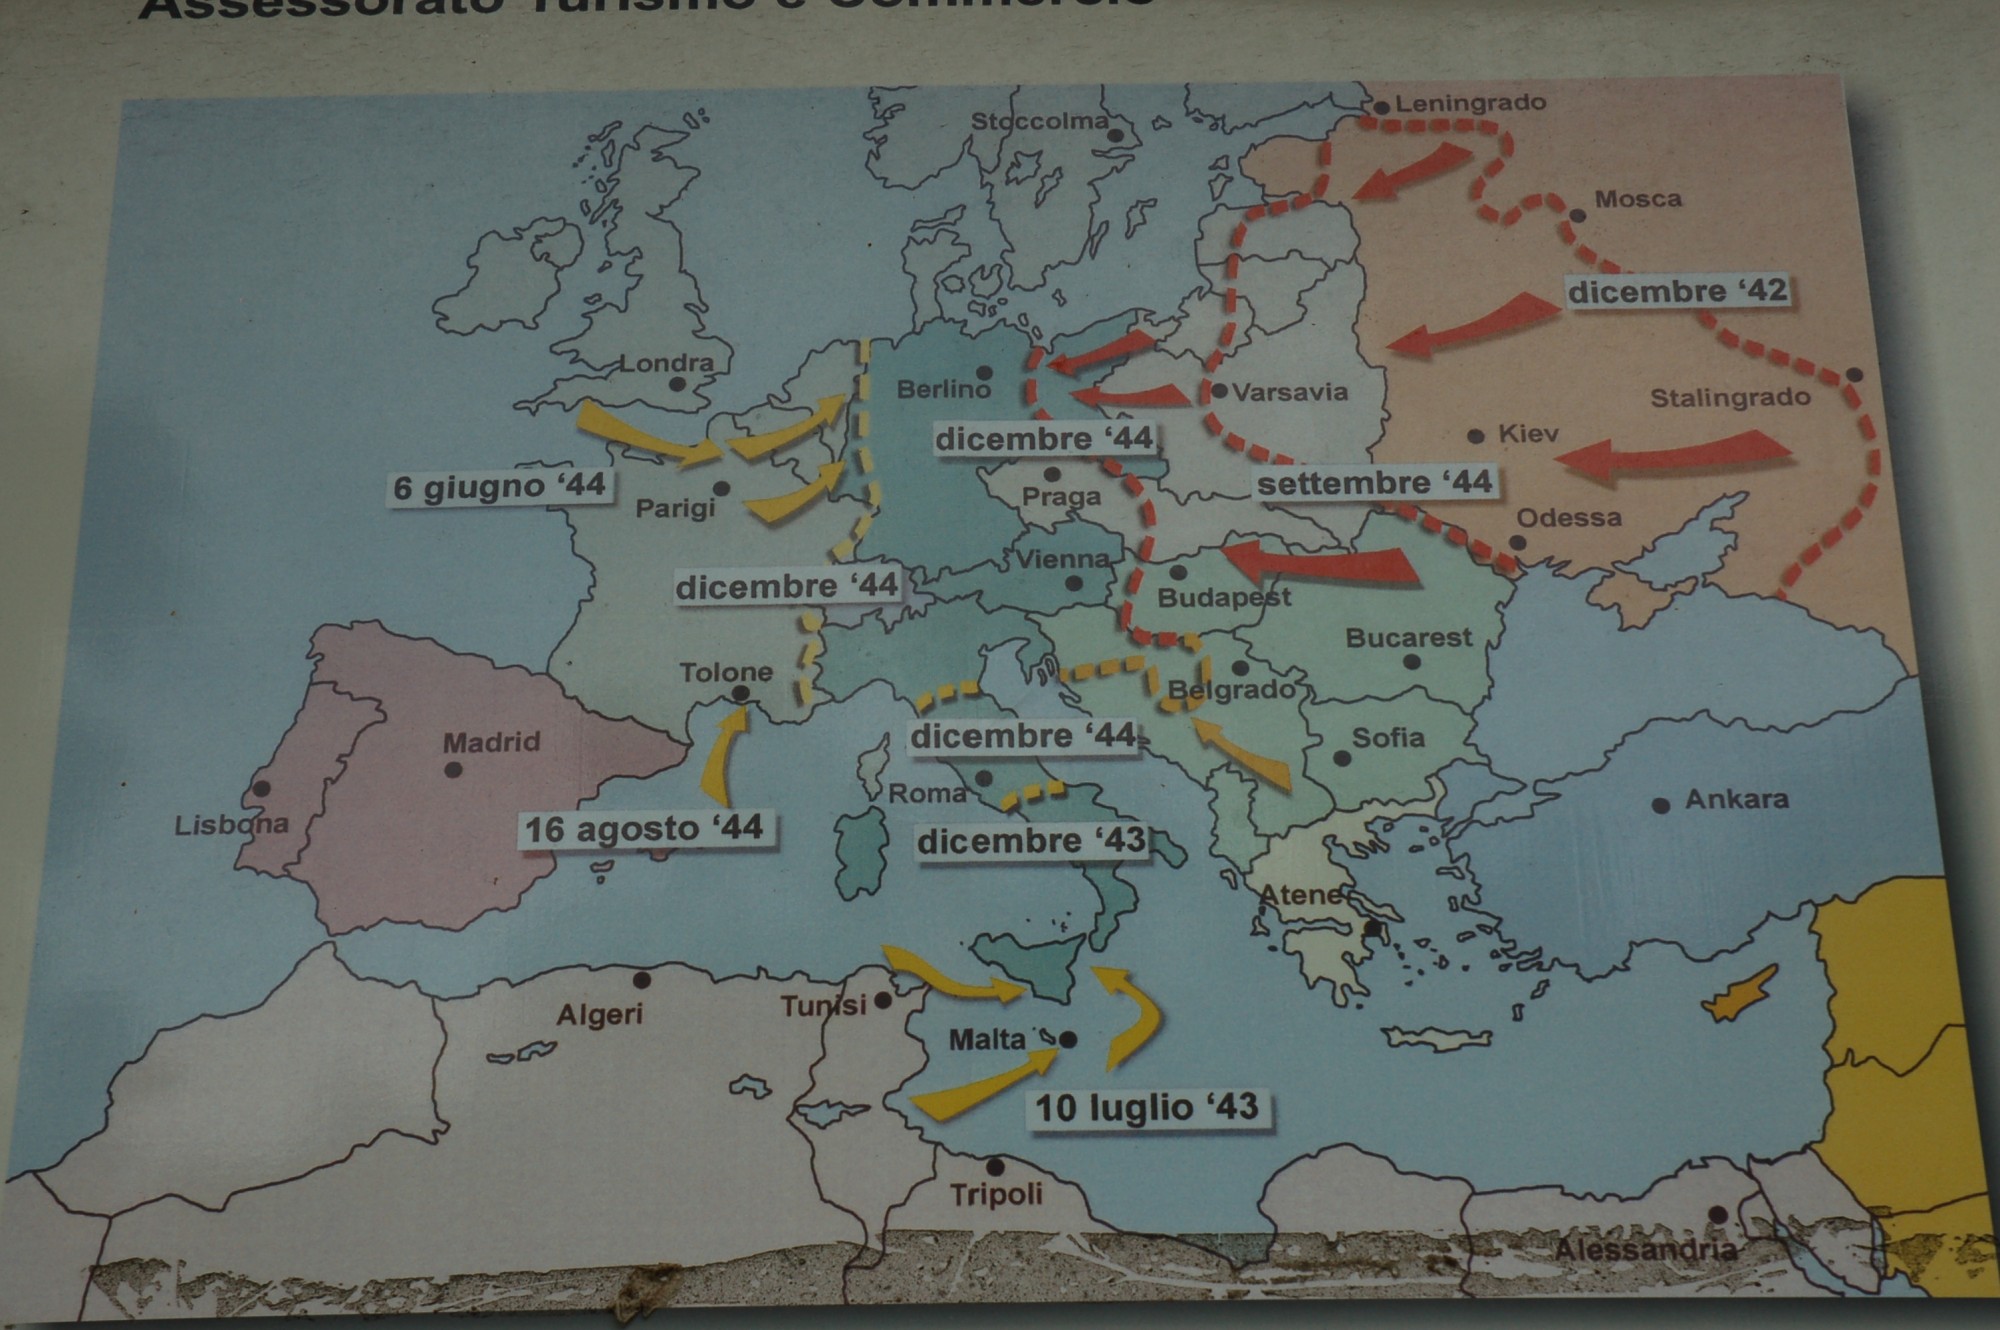 Assessorato Turismo e Commercio
Leningrado
Stoccolma
Mosca
dicembre ‘42
Londra
Berlino
Varsavia
Stalingrado
dicembre ‘44
Kiev
6 giugno ‘44
Parigi
Praga
settembre ‘44
Odessa
Vienna
dicembre ‘44
Budapest
Bucarest
Tolone
Belgrado
Madrid
dicembre ‘44
Sofia
Roma
Ankara
Lisbona
16 agosto ‘44
dicembre ‘43
Atene
Algeri
Tunisi
Malta
10 luglio ‘43
Tripoli
Alessandria